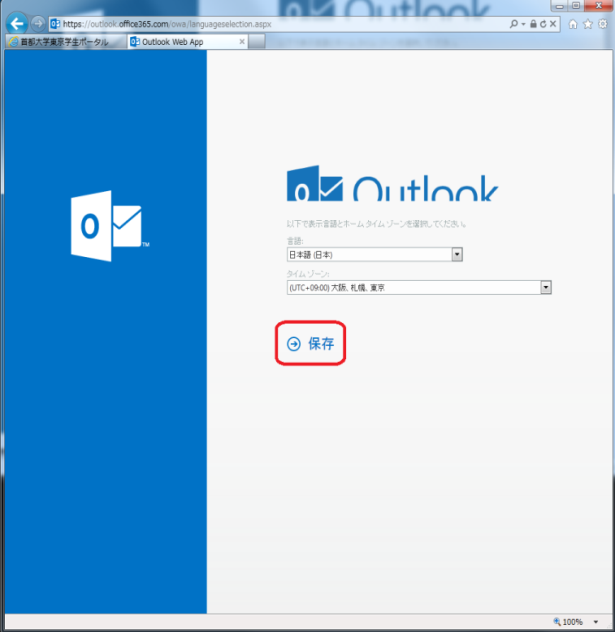 Outlook
https://outlook.office365.com/owa/languageselection.aspx
首都大学東京学生ポータル
Outlook Web App
Outlook
以下で表示言語とホーム タイム ゾーンを選択してください。
言語:
日本語 (日本)
タイム ゾーン:
(UTC+09:00) 大阪、札幌、東京
保存
TM
100%